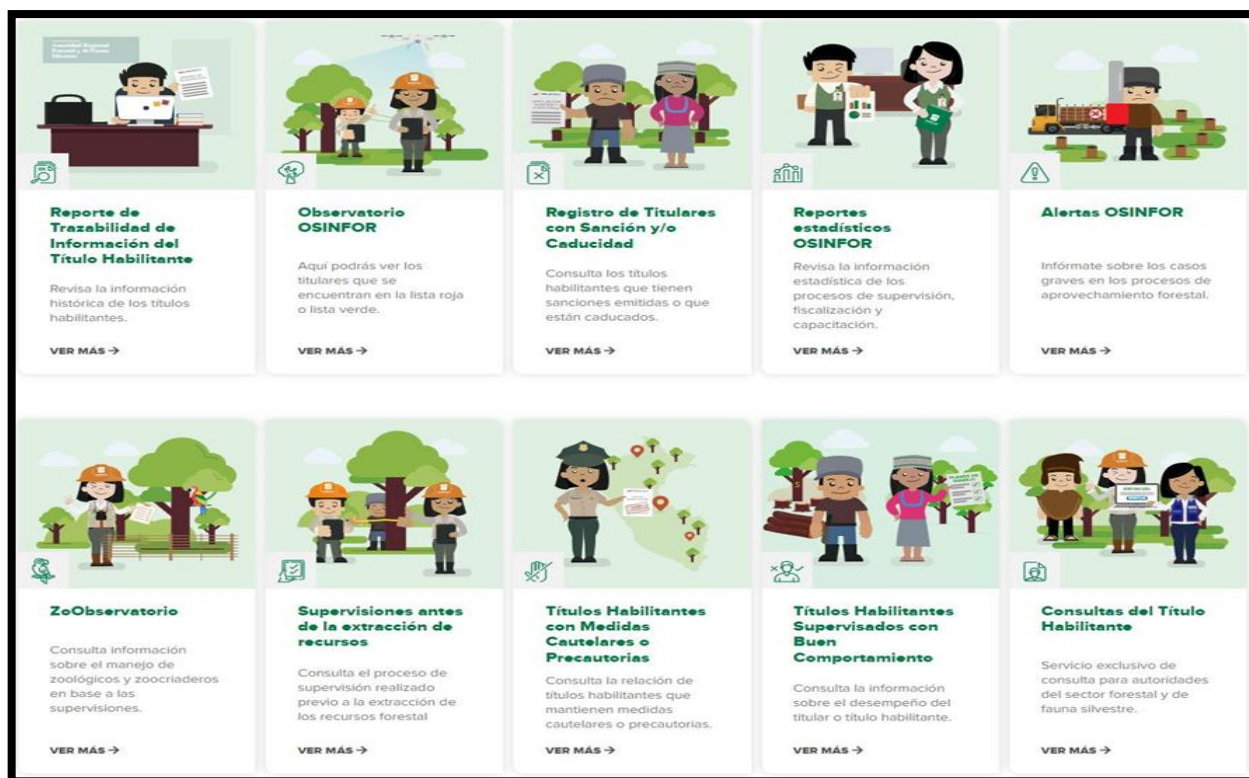 Autoridad Regional
Forestal y de Fauna
Silvestre
Reporte de
Trazabilidad de
Información del
Título Habilitante
Revisa la información
histórica de los títulos
habilitantes.
VER MÁS →
Observatorio
OSINFOR
Aquí podrás ver los
titulares que se
encuentran en la lista roja
o lista verde.
VER MÁS →
Registro de Titulares
con Sanción y/o
Caducidad
Consulta los títulos
habilitantes que tienen
sanciones emitidas o que
están caducados.
VER MÁS →
Reportes
estadísticos
OSINFOR
Revisa la información
estadística de los
procesos de supervisión,
fiscalización y
capacitación.
VER MÁS →
Alertas OSINFOR
Infórmate sobre los casos
graves en los procesos de
aprovechamiento forestal.
VER MÁS →
ZoObservatorio
Consulta información
sobre el manejo de
zoológicos y zoocriaderos
en base a las
supervisiones.
VER MÁS →
Supervisiones antes
de la extracción de
recursos
Consulta el proceso de
supervisión realizado
previo a la extracción de
los recursos forestal
VER MÁS →
Títulos Habilitantes
con Medidas
Cautelares o
Precautorias
Consulta la relación de
títulos habilitantes que
mantienen medidas
cautelares o precautorias.
VER MÁS →
Títulos Habilitantes
Supervisados con
Buen
Comportamiento
Consulta la información
sobre el desempeño del
titular o título habilitante.
VER MÁS →
Consultas del Título
Habilitante
Servicio exclusivo de
consulta para autoridades
del sector forestal y de
fauna silvestre.
VER MÁS →